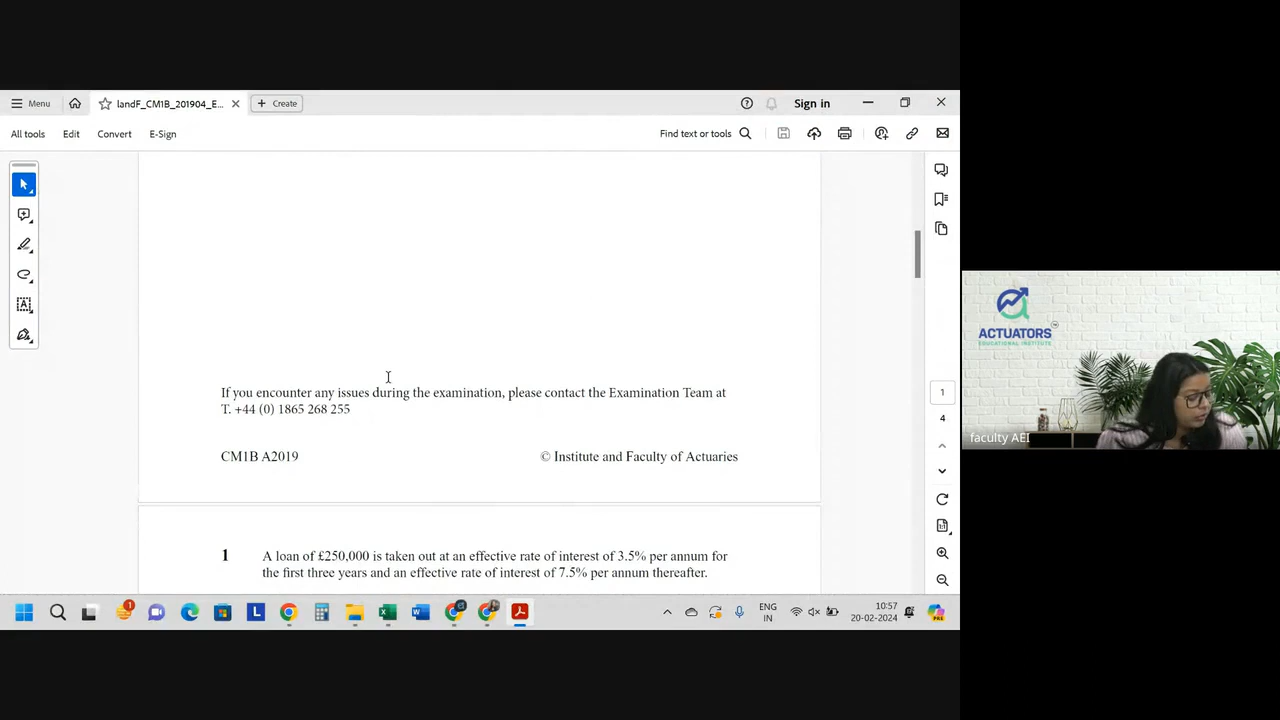 Menu
landF_CM1B_201904_E...
Create
Sign in
All tools
Edit
Convert
E-Sign
Find text or tools
If you encounter any issues during the examination, please contact the Examination Team at
T. +44 (0) 1865 268 255
CM1B A2019
© Institute and Faculty of Actuaries
1
A loan of £250,000 is taken out at an effective rate of interest of 3.5% per annum for
the first three years and an effective rate of interest of 7.5% per annum thereafter.
1
4
ENG
IN
10:57
20-02-2024
ACTUATORS
EDUCATIONAL INSTITUTE
faculty AEI